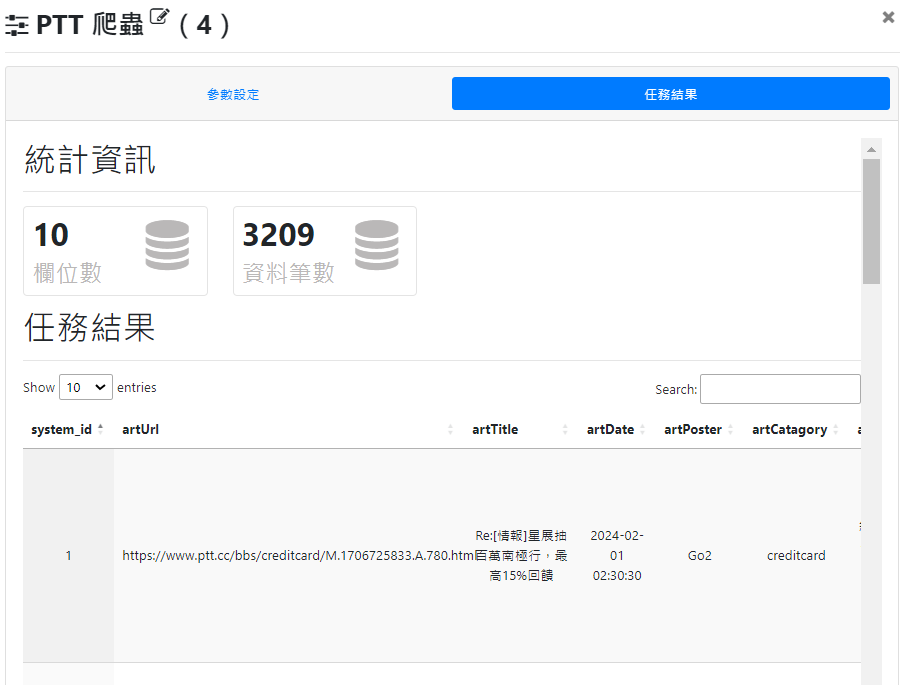 PTT 爬蟲 ( 4 )
參數設定
任務結果
統計資訊
10
欄位數
3209
資料筆數
任務結果
Show 10 entries
Search:
system_id artUrl artTitle artDate artPoster artCatagory
1 https://www.ptt.cc/bbs/creditcard/M.1706725833.A.780.html Re:[情報]星展抽 2024-02- Go2 creditcard
百萬南極行，最 01
高15%回饋 02:30:30